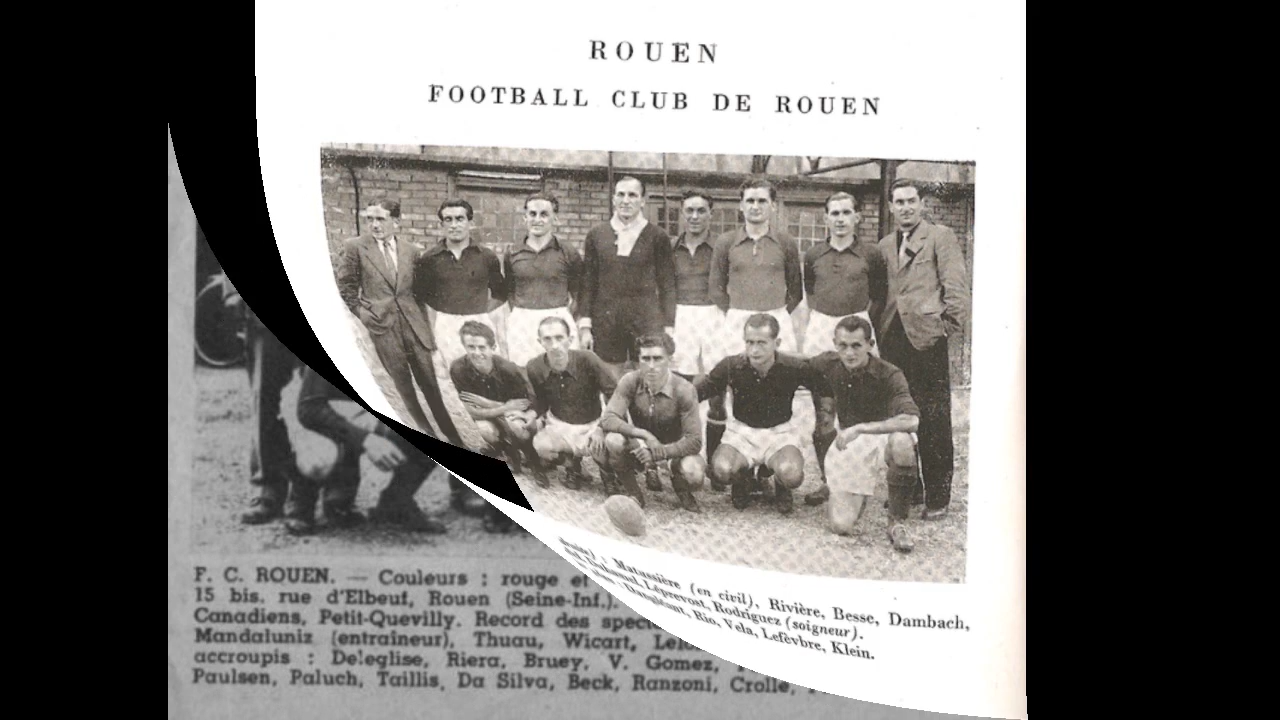 ROUEN
FOOTBALL CLUB DE ROUEN
Matussière (en civil), Rivière, Besse, Dambach,
Léprevost, Rodriguez (soigneur).
Rio, Vela, Lefèvbre, Klein.
F. C. ROUEN. — Couleurs : rouge et
15 bis. rue d'Elbeuf, Rouen (Seine-Inf.).
Canadiens, Petit-Quevilly. Record des
Mandaluniz (entraîneur), Thuau, Wicart,
accroupis : Deleglise, Riera, Bruey, V. Gomez,
Paulsen, Paluch, Taillis, Da Silva, Beck, Ranzoni, Crolle,